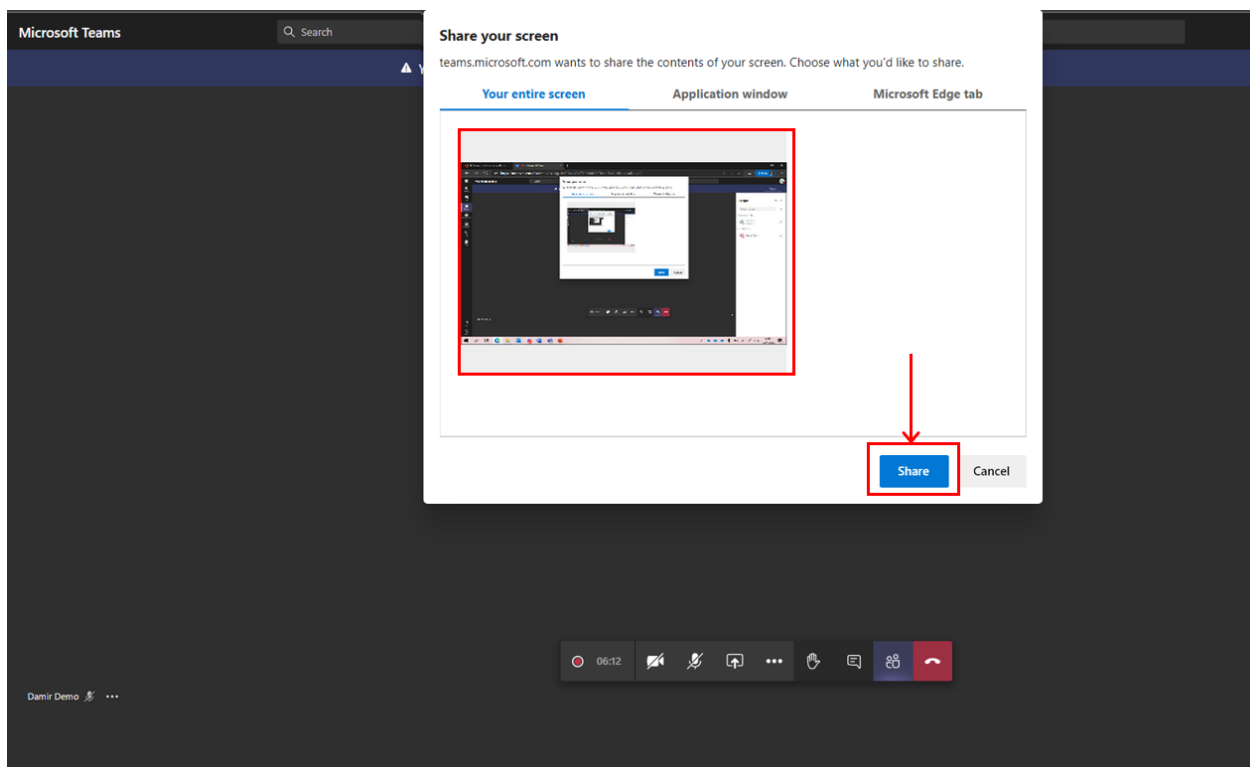 Microsoft Teams
Search
Share your screen
teams.microsoft.com wants to share the contents of your screen. Choose what you'd like to share.
Your entire screen
Application window
Microsoft Edge tab
Share
Cancel
06:12
Damir Demo